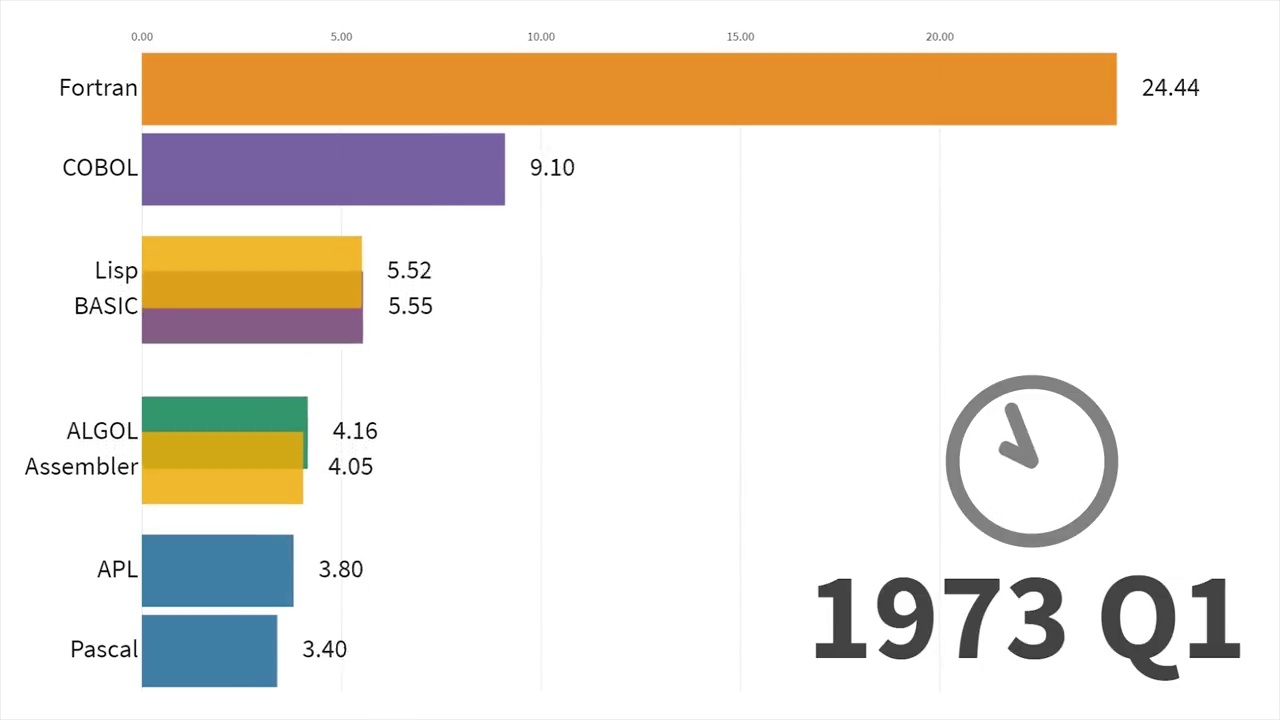 0.00 5.00 10.00 15.00 20.00
Fortran 24.44
COBOL 9.10
Lisp 5.52
BASIC 5.55
ALGOL 4.16
Assembler 4.05
APL 3.80
1973 Q1
Pascal 3.40